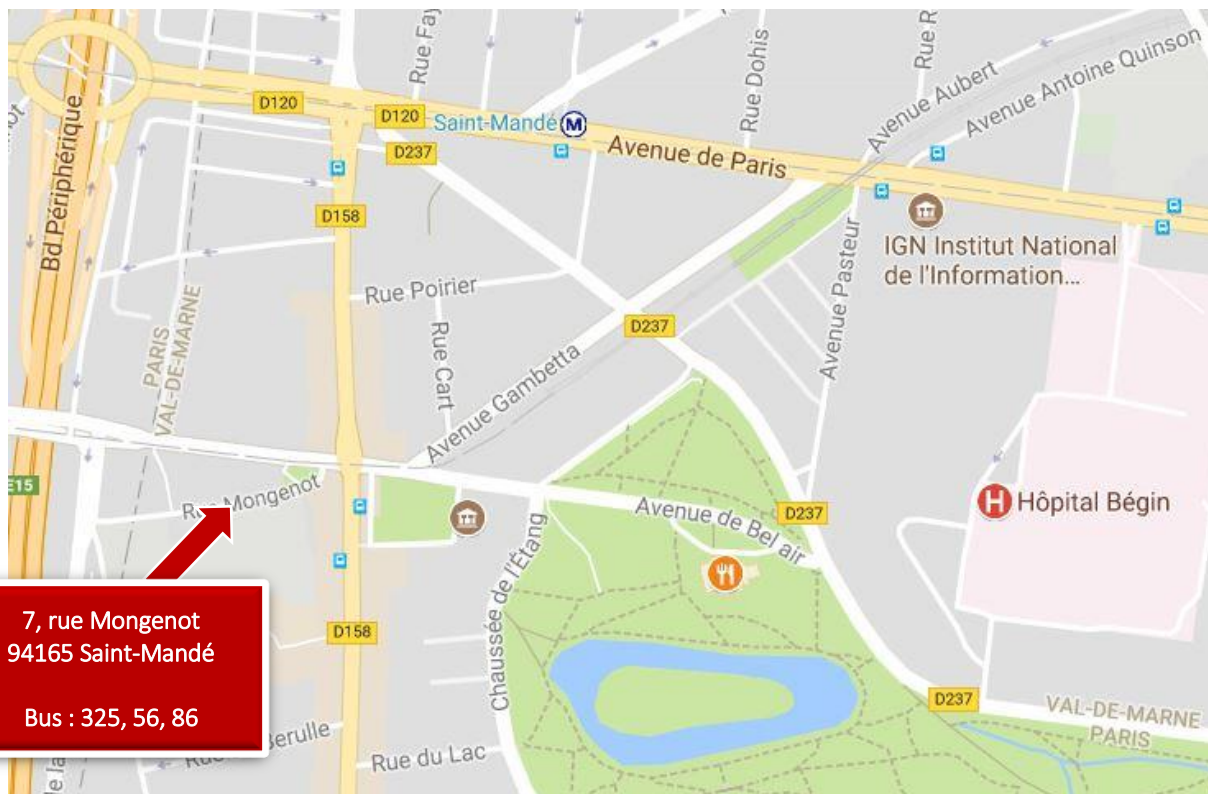 Rue Fay
Rue Dohis
Rue R
Avenue Aubert
Avenue Antoine Quinson
D120
D120
Saint-Mandé
M
D237
Avenue de Paris
Bd Périphérique
D158
IGN Institut National
de l'Information...
Rue Poirier
Avenue Pasteur
D237
PARIS
VAL-DE-MARNE
Rue Cart
Avenue Gambetta
E15
Rue Mongenot
H
Hôpital Bégin
Avenue de Bel air
D237
Chaussée de l'Étang
7, rue Mongenot
94165 Saint-Mandé
Bus : 325, 56, 86
D158
D237
VAL-DE-MARNE
PARIS
Berulle
Rue du Lac
de la